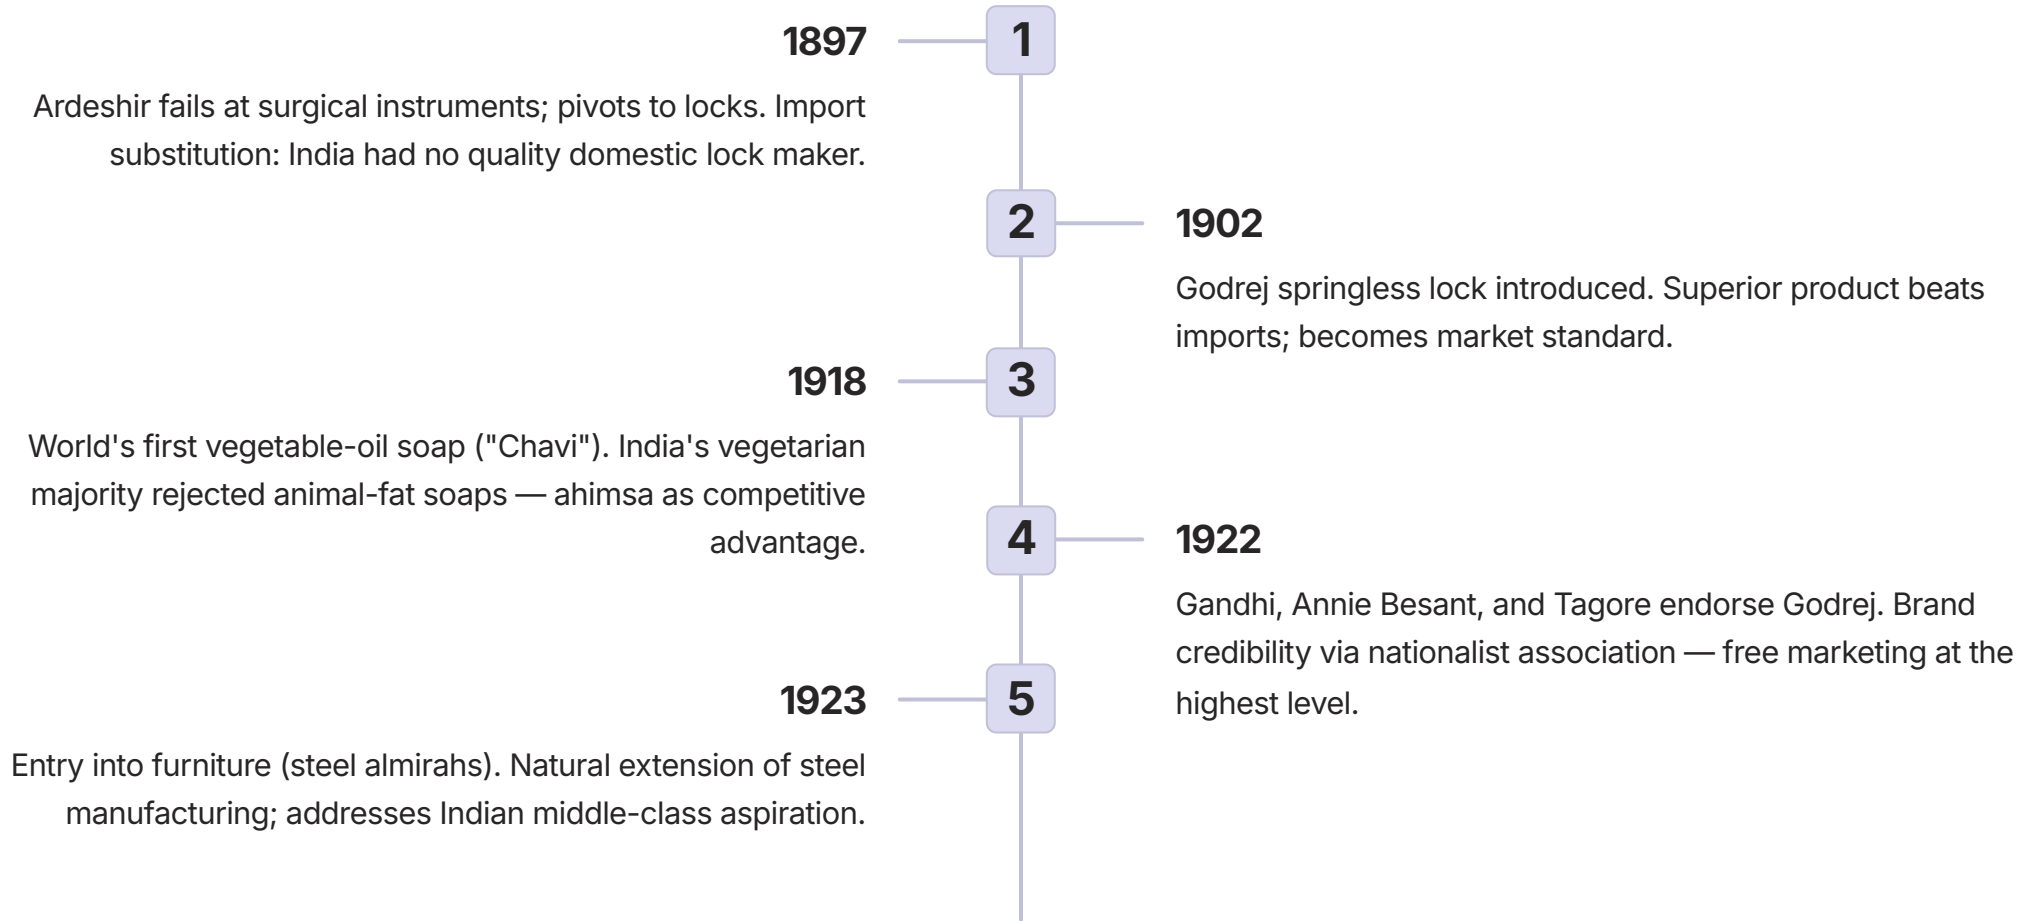 1897
1
Ardeshir fails at surgical instruments; pivots to locks. Import
substitution: India had no quality domestic lock maker.
2
1902
Godrej springless lock introduced. Superior product beats
imports; becomes market standard.
1918
3
World's first vegetable-oil soap ("Chavi"). India's vegetarian
majority rejected animal-fat soaps — ahimsa as competitive
advantage.
4
1922
Gandhi, Annie Besant, and Tagore endorse Godrej. Brand
credibility via nationalist association — free marketing at the
highest level.
1923
5
Entry into furniture (steel almirahs). Natural extension of steel
manufacturing; addresses Indian middle-class aspiration.